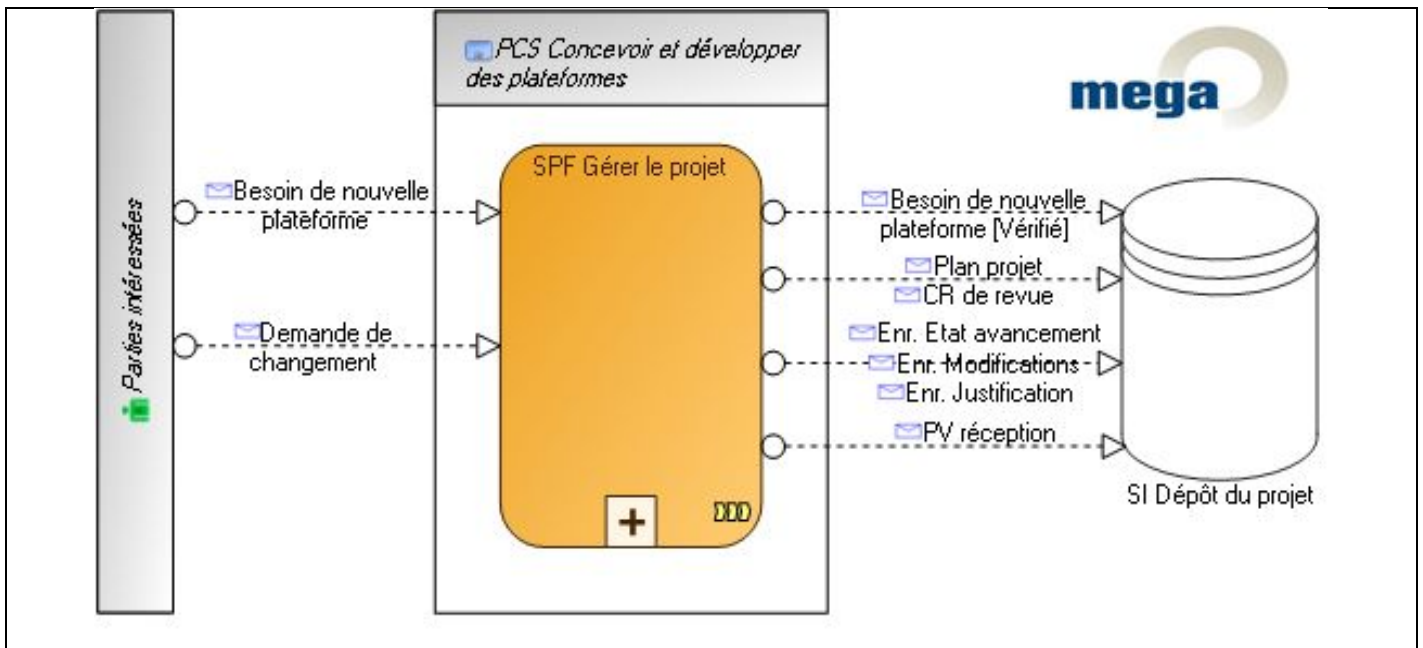 PCS Concevoir et développer
des plateformes
mega
Parties intéressées
Besoin de nouvelle
plateforme
Demande de
changement
SPF Gérer le projet
Besoin de nouvelle
plateforme [Vérifié]
Plan projet
CR de revue
Enr. Etat avancement
Enr. Modifications
Enr. Justification
PV réception
SI Dépôt du projet